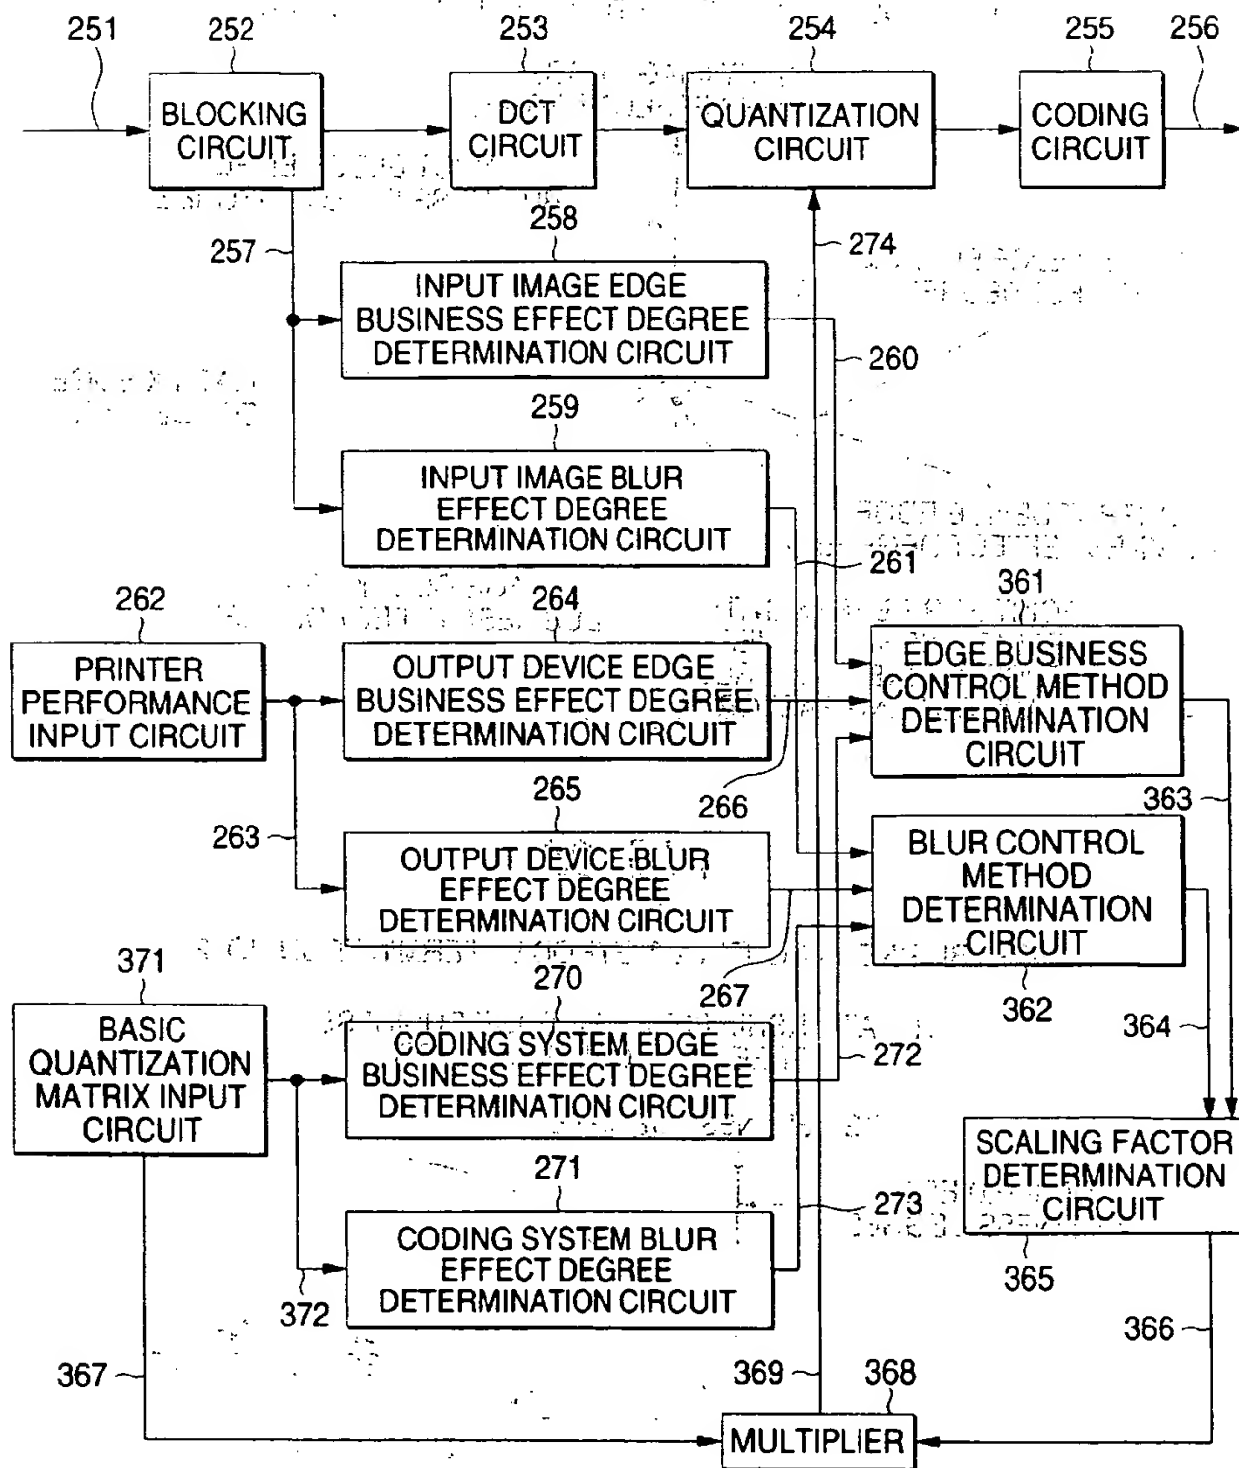 251
252
253
254
255
256
BLOCKING
CIRCUIT
DCT
CIRCUIT
QUANTIZATION
CIRCUIT
CODING
CIRCUIT
257
258
274
INPUT IMAGE EDGE
BUSINESS EFFECT DEGREE
DETERMINATION CIRCUIT
260
259
INPUT IMAGE BLUR
EFFECT DEGREE
DETERMINATION CIRCUIT
261
262
264
361
PRINTER
PERFORMANCE
INPUT CIRCUIT
OUTPUT DEVICE EDGE
BUSINESS EFFECT DEGREE
DETERMINATION CIRCUIT
EDGE BUSINESS
CONTROL METHOD
DETERMINATION
CIRCUIT
263
265
266
363
OUTPUT DEVICE BLUR
EFFECT DEGREE
DETERMINATION CIRCUIT
BLUR CONTROL
METHOD
DETERMINATION
CIRCUIT
371
270
267
362
364
BASIC
QUANTIZATION
MATRIX INPUT
CIRCUIT
CODING SYSTEM EDGE
BUSINESS EFFECT DEGREE
DETERMINATION CIRCUIT
272
271
SCALING FACTOR
DETERMINATION
CIRCUIT
273
CODING SYSTEM BLUR
EFFECT DEGREE
DETERMINATION CIRCUIT
365
372
366
367
369
368
MULTIPLIER